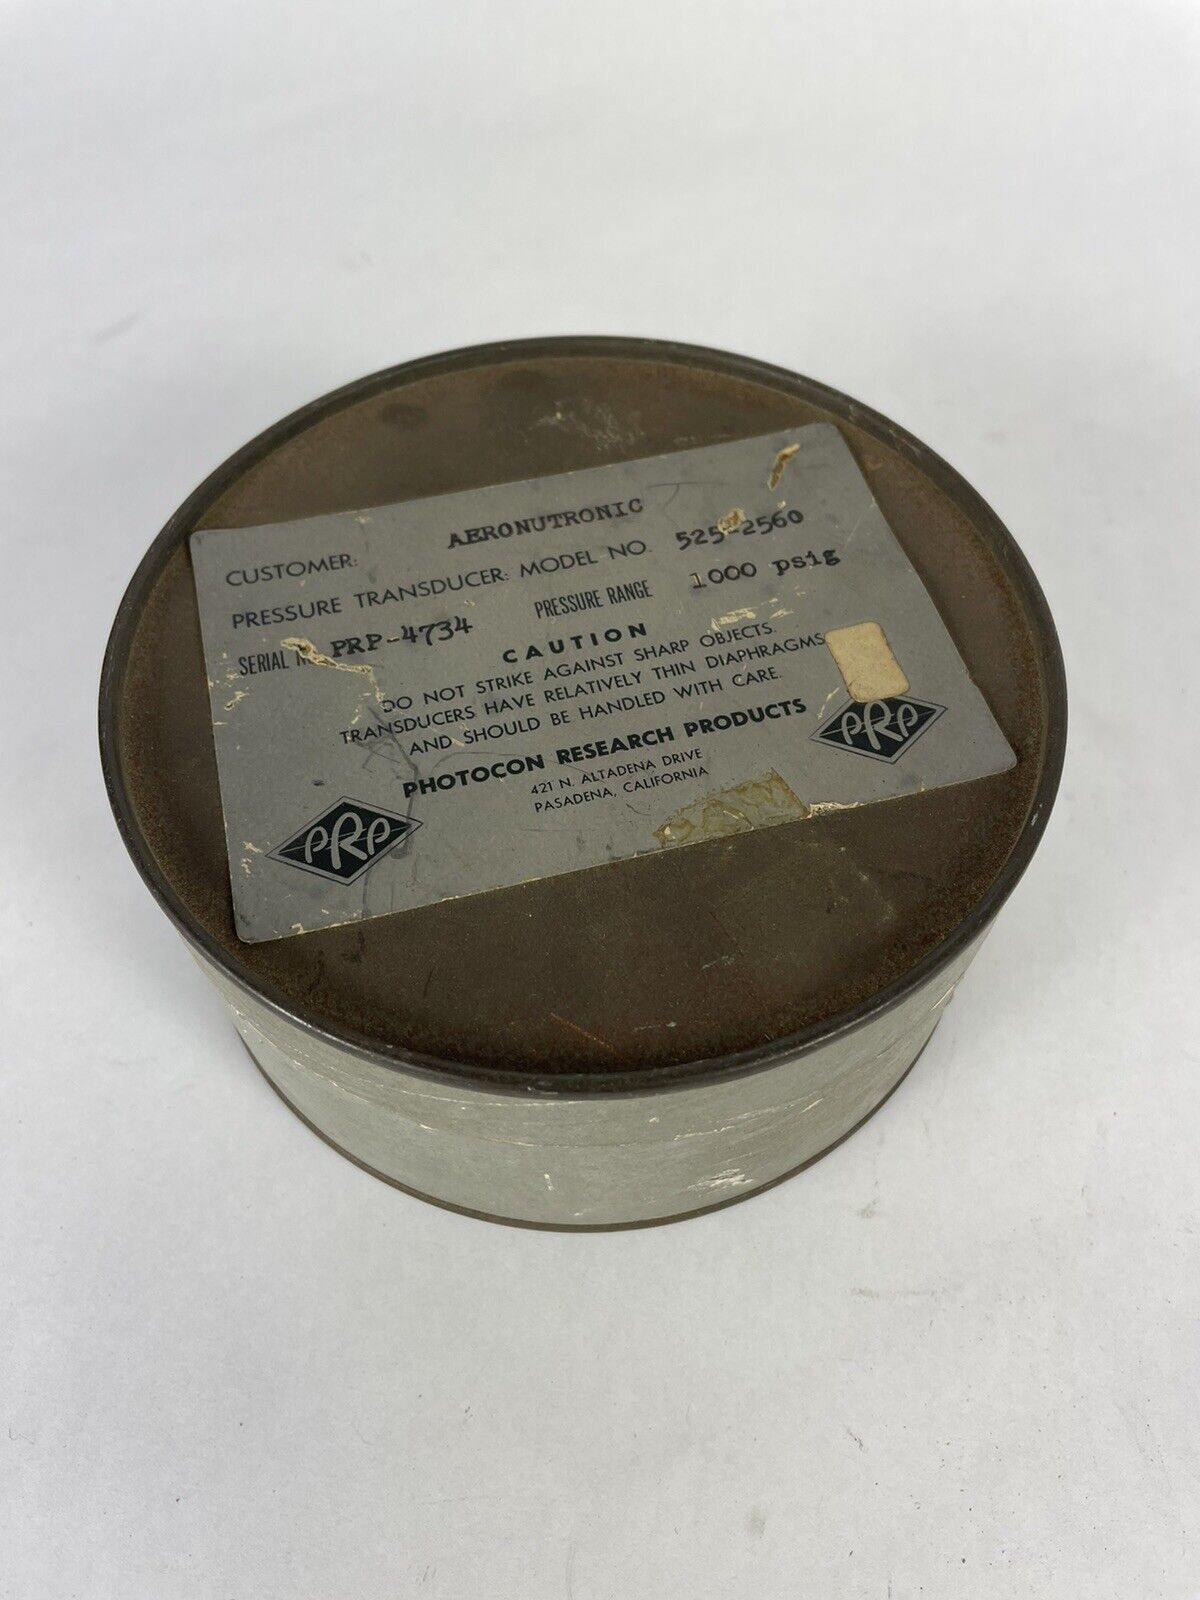 CUSTOMER: AERONUTRONIC
PRESSURE TRANSDUCER: MODEL NO. 525-2560
SERIAL PRP-4734 PRESSURE RANGE 1000 psig
CAUTION
DO NOT STRIKE AGAINST SHARP OBJECTS.
TRANSDUCERS HAVE RELATIVELY THIN DIAPHRAGMS
AND SHOULD BE HANDLED WITH CARE.
PHOTOCON RESEARCH PRODUCTS
421 N. ALTADENA DRIVE
PASADENA, CALIFORNIA
PRP
PRP